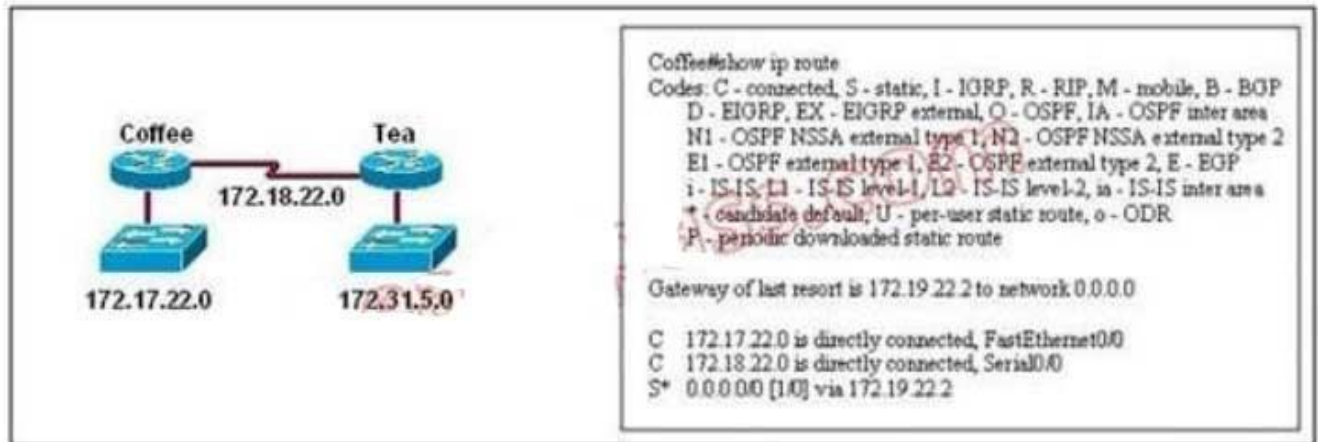 Coffee
Tea
172.18.22.0
172.17.22.0
172.31.5.0
Coffee#show ip route
Codes: C - connected, S - static, I - IGRP, R - RIP, M - mobile, B - BGP
D - EIGRP, EX - EIGRP external, O - OSPF, IA - OSPF inter area
N1 - OSPF NSSA external type 1, N2 - OSPF NSSA external type 2
E1 - OSPF external type 1, E2 - OSPF external type 2, E - EGP
i - IS-IS, L1 - IS-IS level-1, L2 - IS-IS level-2, ia - IS-IS inter area
* - candidate default, U - per-user static route, o - ODR
P - periodic downloaded static route
Gateway of last resort is 172.19.22.2 to network 0.0.0.0
C 172.17.22.0 is directly connected, FastEthernet0/0
C 172.18.22.0 is directly connected, Serial0/0
S* 0.0.0.0/0 [1/0] via 172.19.22.2